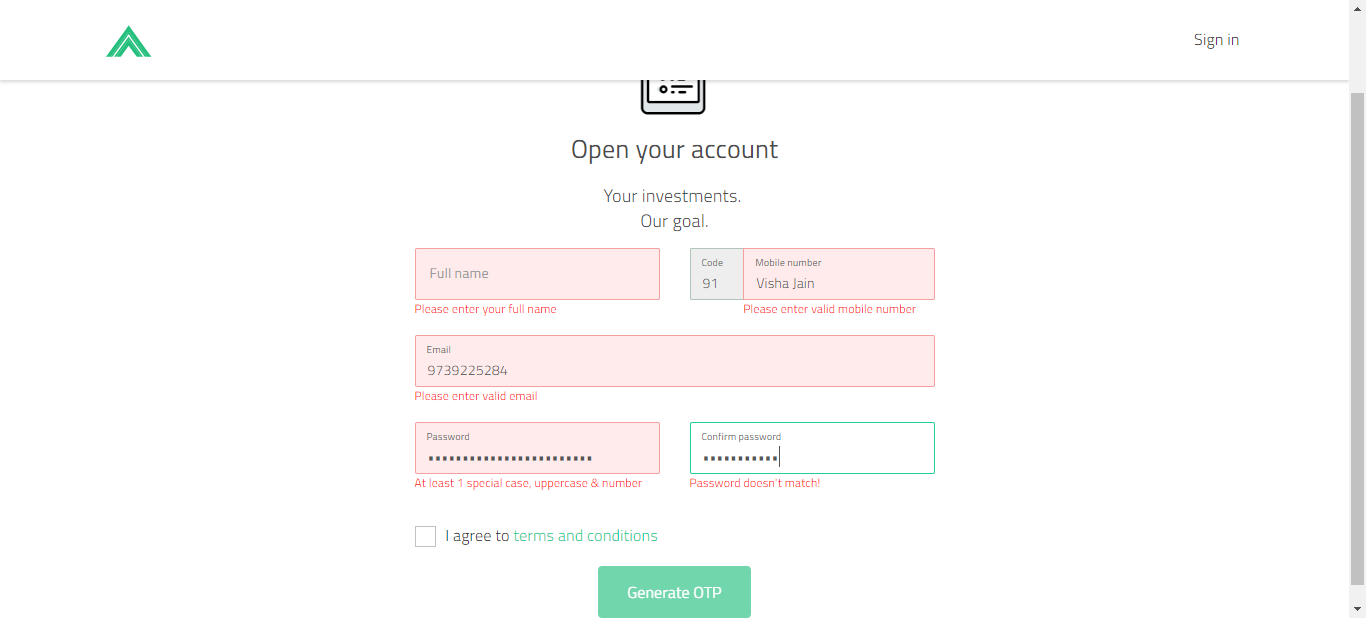 Sign in
Open your account
Your investments.
Our goal.
Full name
Please enter your full name
Code
91
Mobile number
Visha Jain
Please enter valid mobile number
Email
9739225284
Please enter valid email
Password
At least 1 special case, uppercase & number
Confirm password
Password doesn't match!
I agree to terms and conditions
Generate OTP